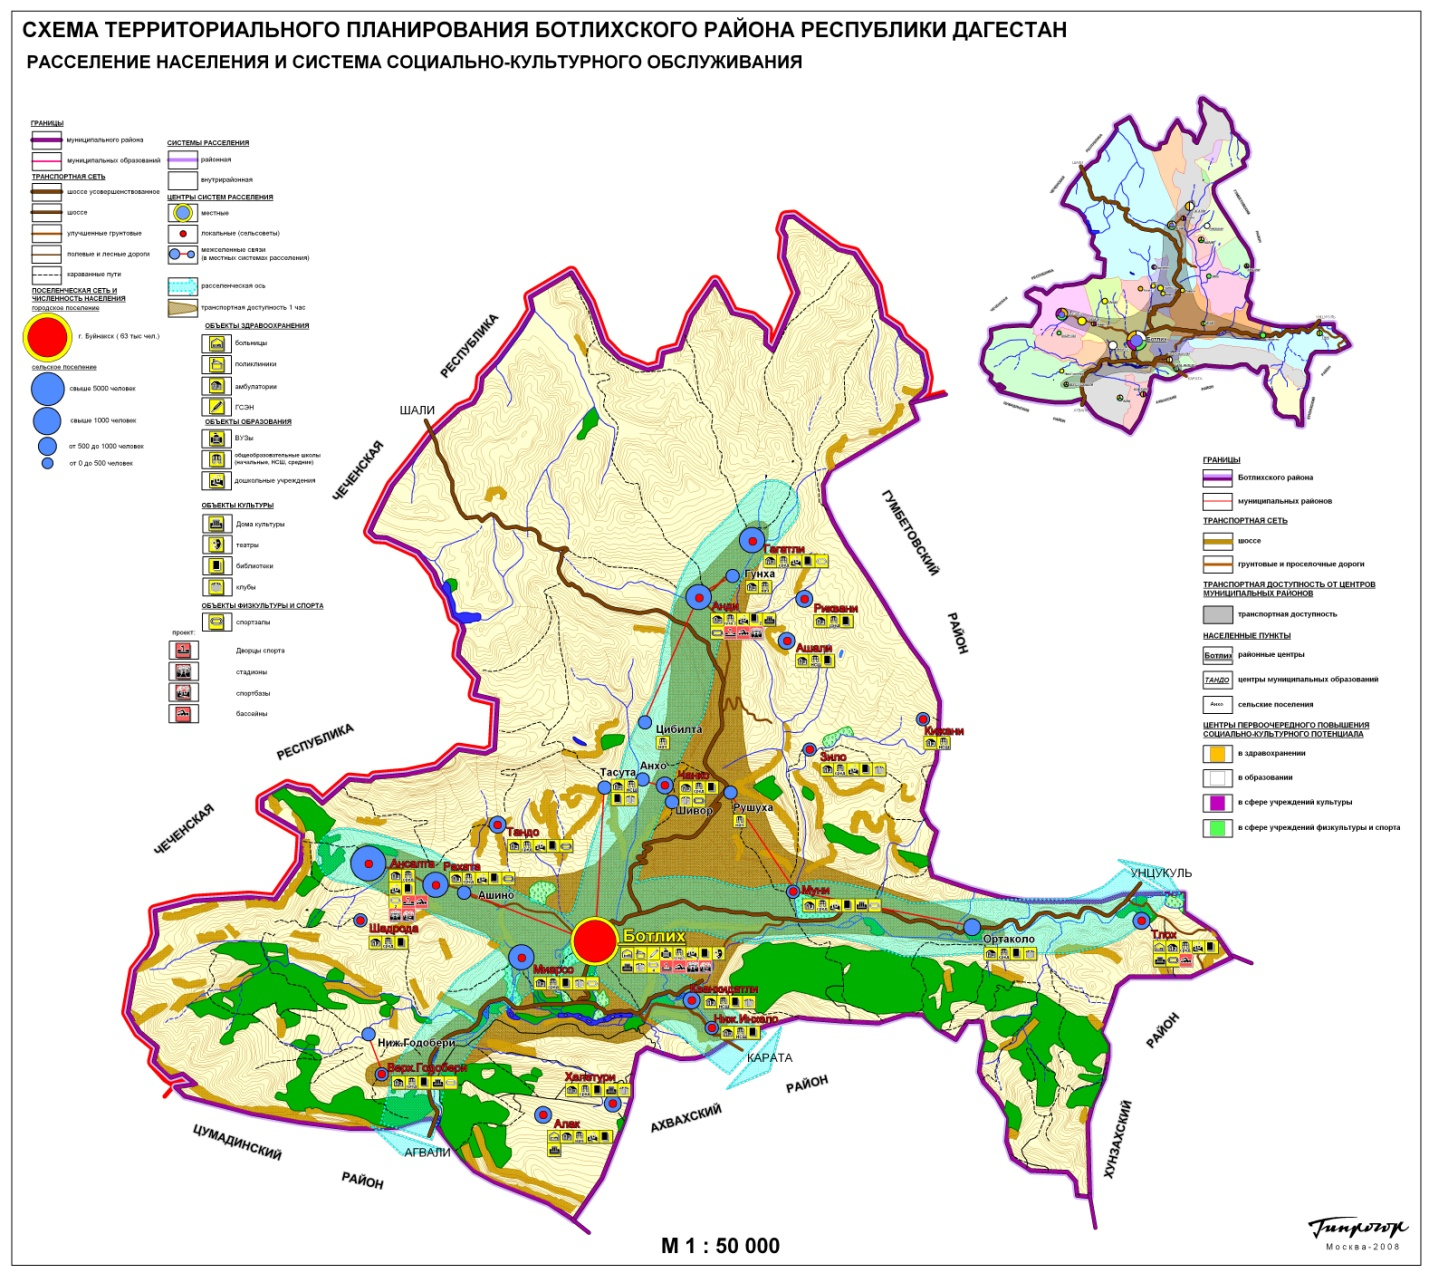 СХЕМА ТЕРРИТОРИАЛЬНОГО ПЛАНИРОВАНИЯ БОТЛИХСКОГО РАЙОНА РЕСПУБЛИКИ ДАГЕСТАН
РАССЕЛЕНИЕ НАСЕЛЕНИЯ И СИСТЕМА СОЦИАЛЬНО-КУЛЬТУРНОГО ОБСЛУЖИВАНИЯ
ГРАНИЦЫ
муниципального района
муниципальных образований
ТРАНСПОРТНАЯ СЕТЬ
шоссе усовершенствованное
шоссе
улучшенные грунтовые
полевые и лесные дороги
караванные пути
ПОСЕЛЕНЧЕСКАЯ СЕТЬ И
ЧИСЛЕННОСТЬ НАСЕЛЕНИЯ
городское поселение
г. Буйнакск ( 63 тыс чел.)
сельское поселение
свыше 5000 человек
свыше 1000 человек
от 500 до 1000 человек
от 0 до 500 человек
СИСТЕМЫ РАССЕЛЕНИЯ
районная
внутрирайонная
ЦЕНТРЫ СИСТЕМ РАССЕЛЕНИЯ
местные
локальные (сельсоветы)
межселенные связи
(в местных системах расселения)
расселенческая ось
транспортная доступность 1 час
ОБЪЕКТЫ ЗДРАВООХРАНЕНИЯ
больницы
поликлиники
амбулатории
ГСЭН
ОБЪЕКТЫ ОБРАЗОВАНИЯ
ВУЗы
общеобразовательные школы
(начальные, НСШ, средние)
дошкольные учреждения
ОБЪЕКТЫ КУЛЬТУРЫ
Дома культуры
театры
библиотеки
клубы
ОБЪЕКТЫ ФИЗКУЛЬТУРЫ И СПОРТА
спортзалы
проект:
Дворцы спорта
стадионы
спортбазы
бассейны
РЕСПУБЛИКА
ШАЛИ
ЧЕЧЕНСКАЯ
ГУМБЕТОВСКИЙ
РАЙОН
Гагатли
Гунха
Анди
Риквани
Ашали
РЕСПУБЛИКА
Цибилта
Кижани
Зило
Анхо
Тасута
Чанко
Шивор
Рушуха
ЧЕЧЕНСКАЯ
Тандо
Ансалта
Рахата
Ашино
Муни
УНЦУКУЛЬ
Шадрода
Ботлих
Ортаколо
Тлох
Миарсо
Кванхидатли
Ниж.Инхело
Ниж.Годобери
Верх.Годобери
КАРАТА
РАЙОН
РАЙОН
Халатури
Алак
АХВАХСКИЙ
ХУНЗАХСКИЙ
ЦУМАДИНСКИЙ
РАЙОН
АГВАЛИ
Ботлих
ГРАНИЦЫ
Ботлихского района
муниципальных районов
ТРАНСПОРТНАЯ СЕТЬ
шоссе
грунтовые и проселочные дороги
ТРАНСПОРТНАЯ ДОСТУПНОСТЬ ОТ ЦЕНТРОВ
МУНИЦИПАЛЬНЫХ РАЙОНОВ
транспортная доступность
НАСЕЛЕННЫЕ ПУНКТЫ
Ботлих районные центры
ТАНДО центры муниципальных образований
Анхо сельские поселения
ЦЕНТРЫ ПЕРВООЧЕРЕДНОГО ПОВЫШЕНИЯ
СОЦИАЛЬНО-КУЛЬТУРНОГО ПОТЕНЦИАЛА
в здравохранении
в образовании
в сфере учреждений культуры
в сфере учреждений физкультуры и спорта
М 1 : 50 000
Гипрогор
Москва-2008